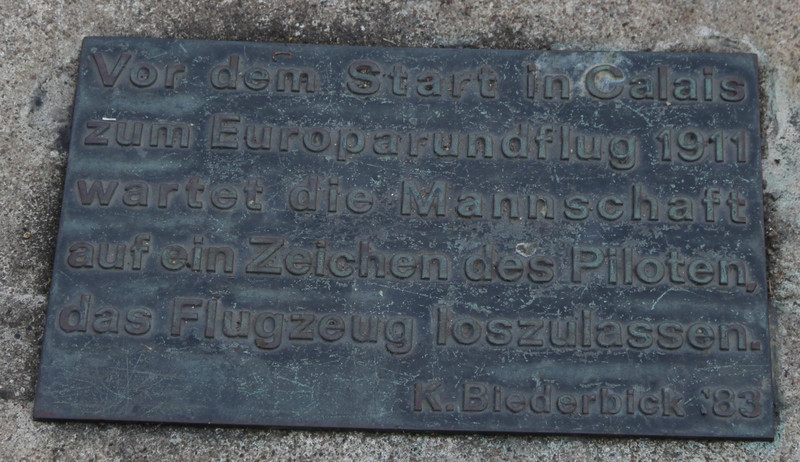 Vor dem Start in Calais
zum Europarundflug 1911
wartet die Mannschaft
auf ein Zeichen des Piloten,
das Flugzeug loszulassen.
K. Biederbick '83